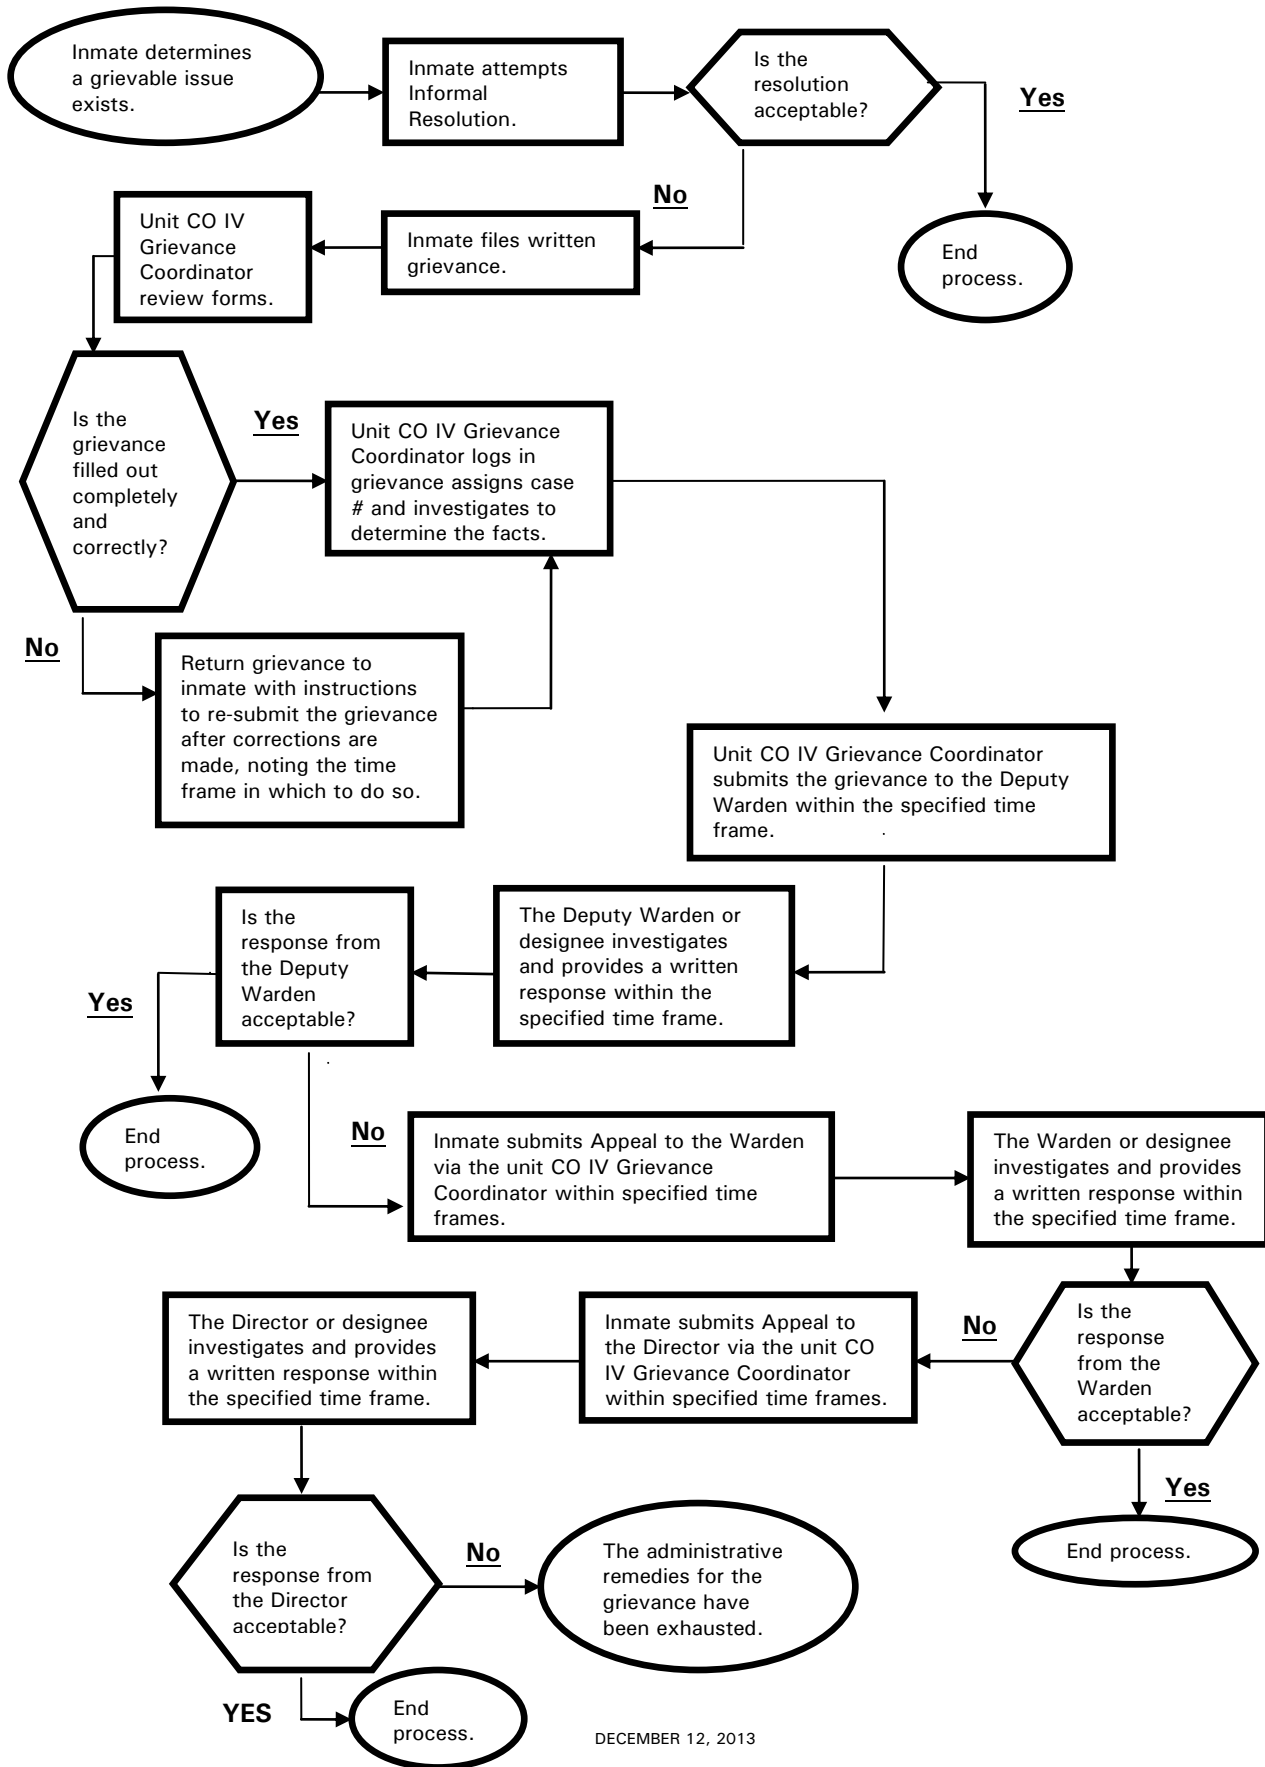 Inmate determines
a grievable issue
exists.
Inmate attempts
Informal
Resolution.
Is the
resolution
acceptable?
Yes
No
Unit CO IV
Grievance
Coordinator
review forms.
Inmate files written
grievance.
End
process.
Is the
grievance
filled out
completely
and
correctly?
Yes
Unit CO IV Grievance
Coordinator logs in
grievance assigns case
# and investigates to
determine the facts.
No
Return grievance to
inmate with instructions
to re-submit the grievance
after corrections are
made, noting the time
frame in which to do so.
Unit CO IV Grievance Coordinator
submits the grievance to the Deputy
Warden within the specified time
frame.
Is the
response from
the Deputy
Warden
acceptable?
The Deputy Warden or
designee investigates
and provides a written
response within the
specified time frame.
Yes
End
process.
No
Inmate submits Appeal to the Warden
via the unit CO IV Grievance
Coordinator within specified time
frames.
The Warden or designee
investigates and provides
a written response within
the specified time frame.
The Director or designee
investigates and provides
a written response within
the specified time frame.
Inmate submits Appeal to
the Director via the unit CO
IV Grievance Coordinator
within specified time frames.
No
Is the
response
from the
Warden
acceptable?
Yes
End process.
Is the
response from
the Director
acceptable?
No
The administrative
remedies for the
grievance have
been exhausted.
YES
End
process.
DECEMBER 12, 2013